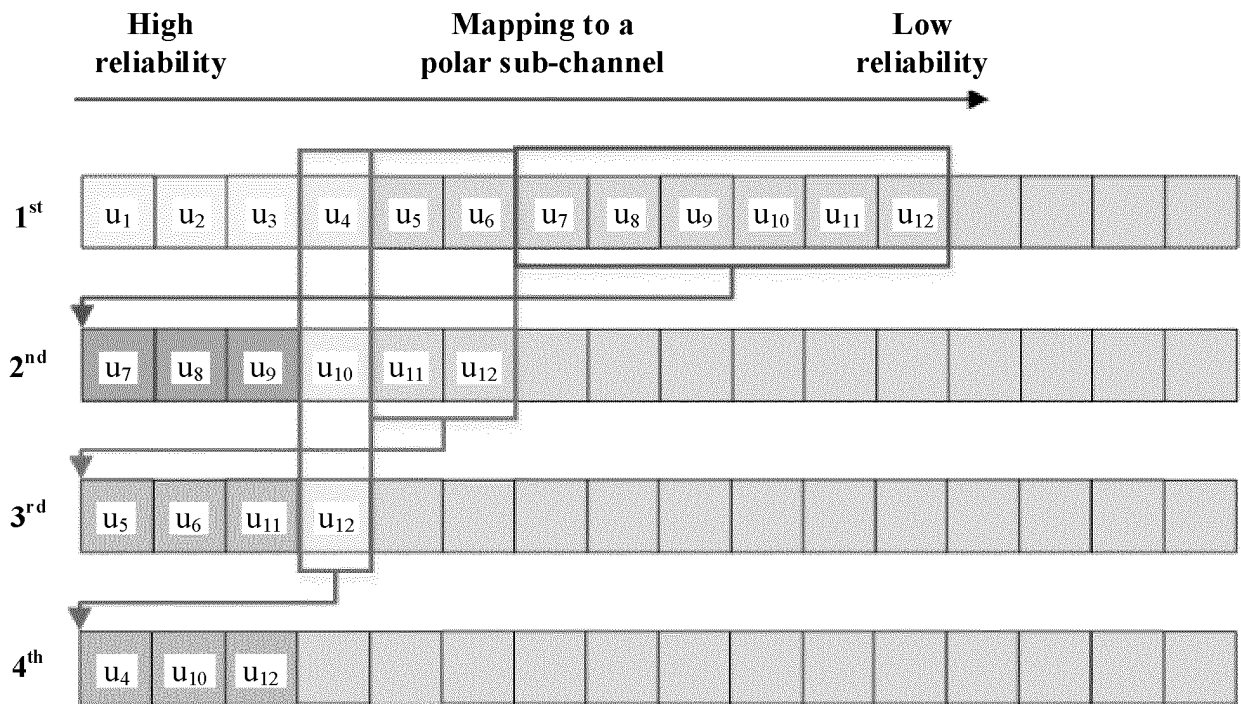 High reliability
Mapping to a polar sub-channel
Low reliability
1st u1 u2 u3 u4 u5 u6 u7 u8 u9 u10 u11 u12
2nd u7 u8 u9 u10 u11 u12
3rd u5 u6 u11 u12
4th u4 u10 u12